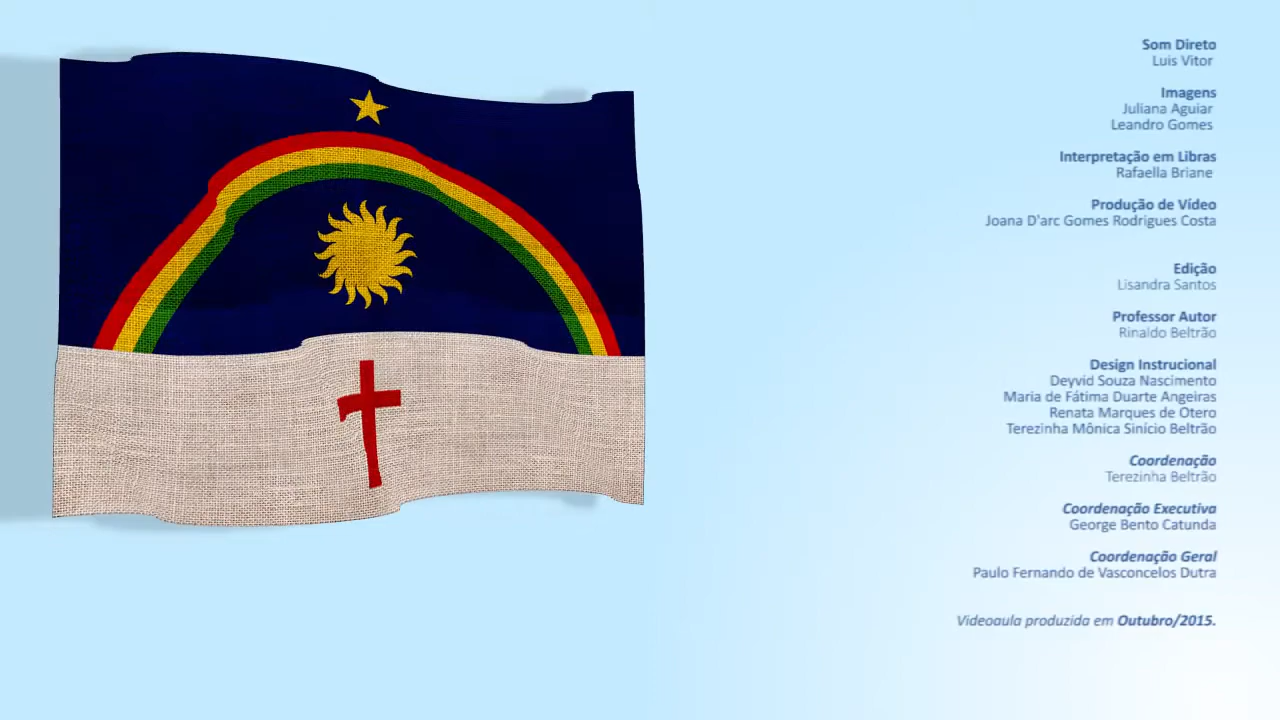 Som Direto
Luis Vitor
Imagens
Juliana Aguiar
Leandro Gomes
Interpretação em Libras
Rafaella Briane
Produção de Vídeo
Joana D'arc Gomes Rodrigues Costa
Edição
Lisandra Santos
Professor Autor
Rinaldo Beltrão
Design Instrucional
Deyvid Souza Nascimento
Maria de Fátima Duarte Angeiras
Renata Marques de Otero
Terezinha Mônica Sinício Beltrão
Coordenação
Terezinha Beltrão
Coordenação Executiva
George Bento Catunda
Coordenação Geral
Paulo Fernando de Vasconcelos Dutra
Videoaula produzida em Outubro/2015.